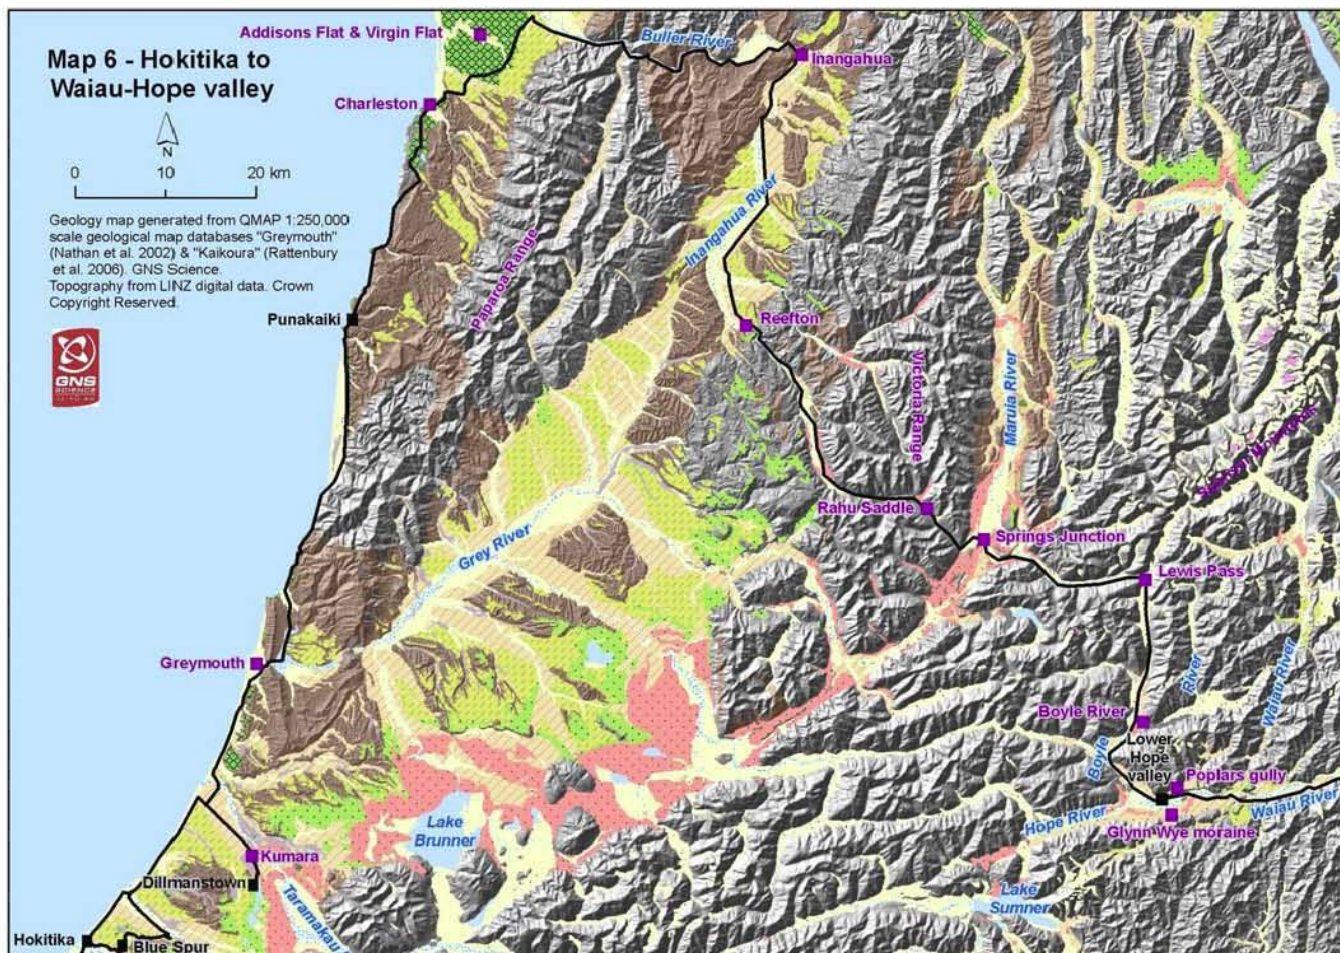 Map 6 - Hokitika to
Waiau-Hope valley
N
0 10 20 km
Geology map generated from QMAP 1:250,000
scale geological map databases "Greymouth"
(Nathan et al. 2002) & "Kaikoura" (Rattenbury
et al. 2006). GNS Science.
Topography from LINZ digital data. Crown
Copyright Reserved.
GNS
SCIENCE
Addisons Flat & Virgin Flat
Buller River
Inangahua
Charleston
Inangahua River
Paparoa Range
Punakaiki
Reefton
Victoria Range
Maruia River
Rahu Saddle
Springs Junction
Grey River
Lewis Pass
Greymouth
River
Waiau River
Boyle River
Boyle
Lower
Hope
valley
Poplars gully
Waiau River
Hope River
Glynn Wye moraine
Lake
Brunner
Kumara
Dillmanstown
Taramakau
Lake
Sumner
Hokitika
Blue Spur